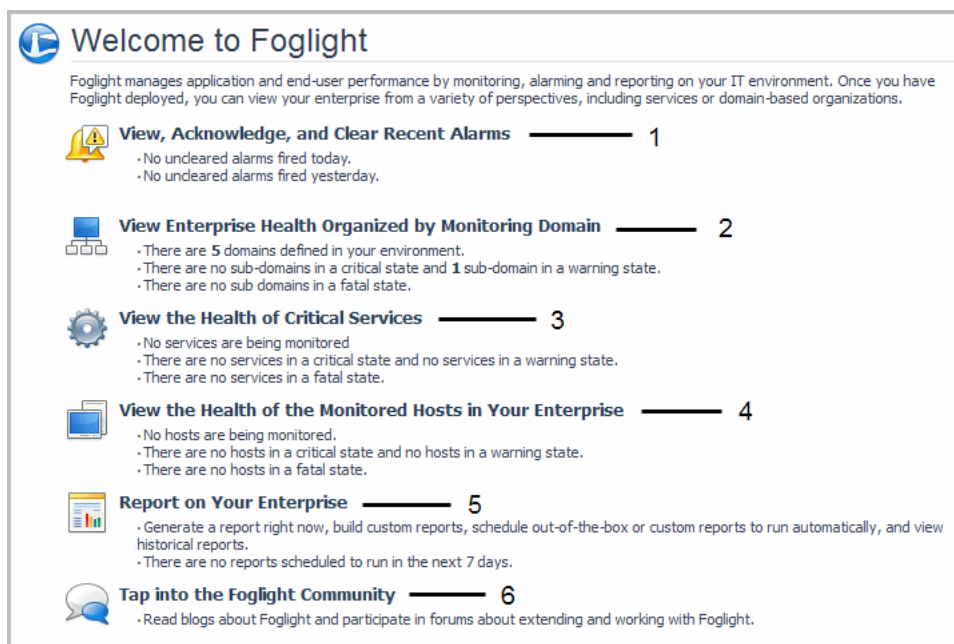 Welcome to Foglight
Foglight manages application and end-user performance by monitoring, alarming and reporting on your IT environment. Once you have
Foglight deployed, you can view your enterprise from a variety of perspectives, including services or domain-based organizations.
View, Acknowledge, and Clear Recent Alarms 1
· No uncleared alarms fired today.
· No uncleared alarms fired yesterday.
View Enterprise Health Organized by Monitoring Domain 2
· There are 5 domains defined in your environment.
· There are no sub-domains in a critical state and 1 sub-domain in a warning state.
· There are no sub domains in a fatal state.
View the Health of Critical Services 3
· No services are being monitored
· There are no services in a critical state and no services in a warning state.
· There are no services in a fatal state.
View the Health of the Monitored Hosts in Your Enterprise 4
· No hosts are being monitored.
· There are no hosts in a critical state and no hosts in a warning state.
· There are no hosts in a fatal state.
Report on Your Enterprise 5
· Generate a report right now, build custom reports, schedule out-of-the-box or custom reports to run automatically, and view
historical reports.
· There are no reports scheduled to run in the next 7 days.
Tap into the Foglight Community 6
· Read blogs about Foglight and participate in forums about extending and working with Foglight.